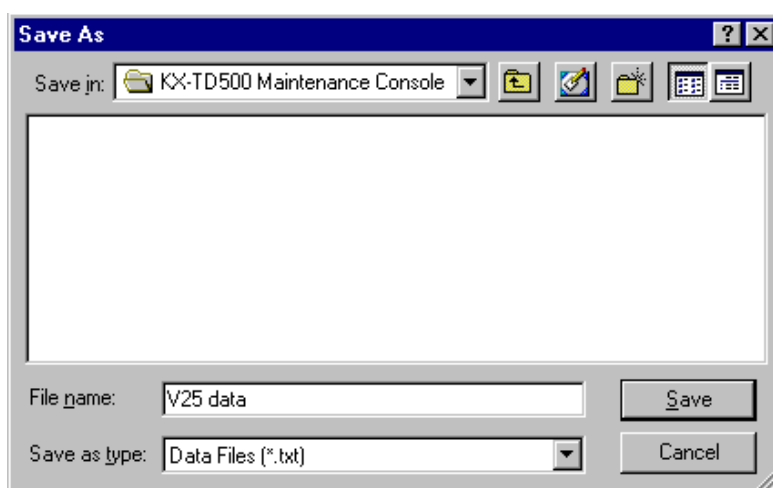 Save As
Save in: KX-TD500 Maintenance Console
File name: V25 data
Save
Save as type: Data Files (*.txt)
Cancel